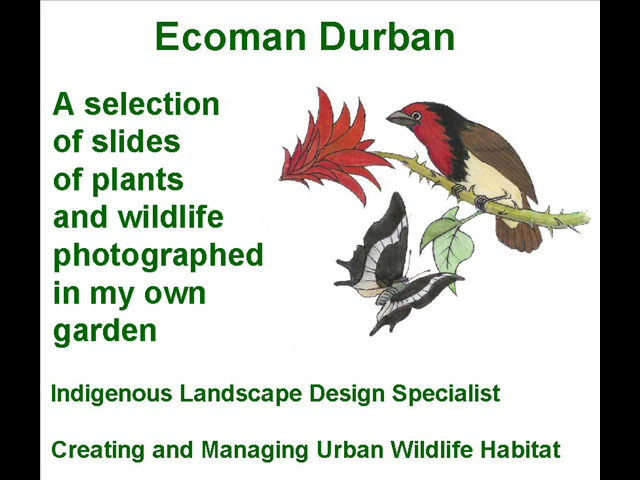 Ecoman Durban
A selection
of slides
of plants
and wildlife
photographed
in my own
garden
Indigenous Landscape Design Specialist
Creating and Managing Urban Wildlife Habitat